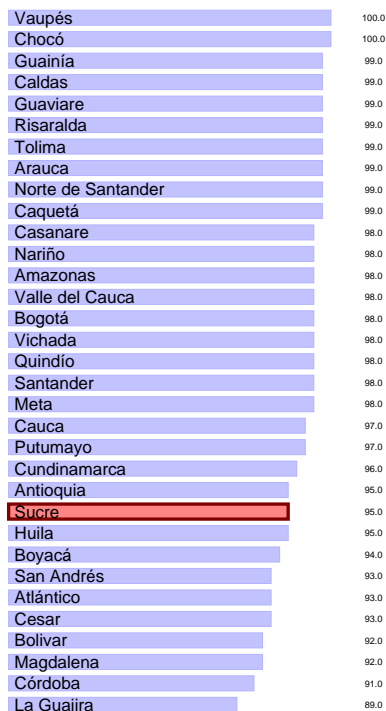 Vaupés 100.0
Chocó 100.0
Guainía 99.0
Caldas 99.0
Guaviare 99.0
Risaralda 99.0
Tolima 99.0
Arauca 99.0
Norte de Santander 99.0
Caquetá 99.0
Casanare 98.0
Nariño 98.0
Amazonas 98.0
Valle del Cauca 98.0
Bogotá 98.0
Vichada 98.0
Quindío 98.0
Santander 98.0
Meta 98.0
Cauca 97.0
Putumayo 97.0
Cundinamarca 96.0
Antioquia 95.0
Sucre 95.0
Huila 95.0
Boyacá 94.0
San Andrés 93.0
Atlántico 93.0
Cesar 93.0
Bolivar 92.0
Magdalena 92.0
Córdoba 91.0
La Guajira 89.0